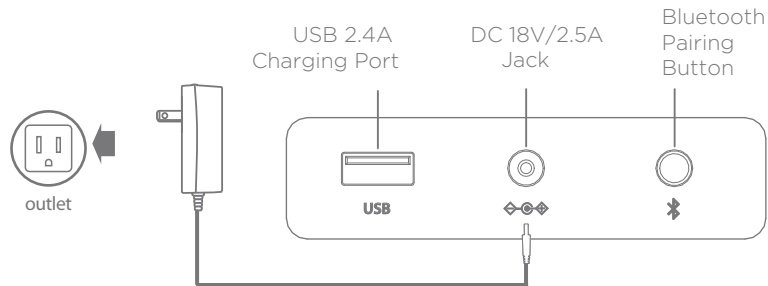 USB 2.4A
Charging Port
DC 18V/2.5A
Jack
Bluetooth
Pairing
Button
outlet
USB